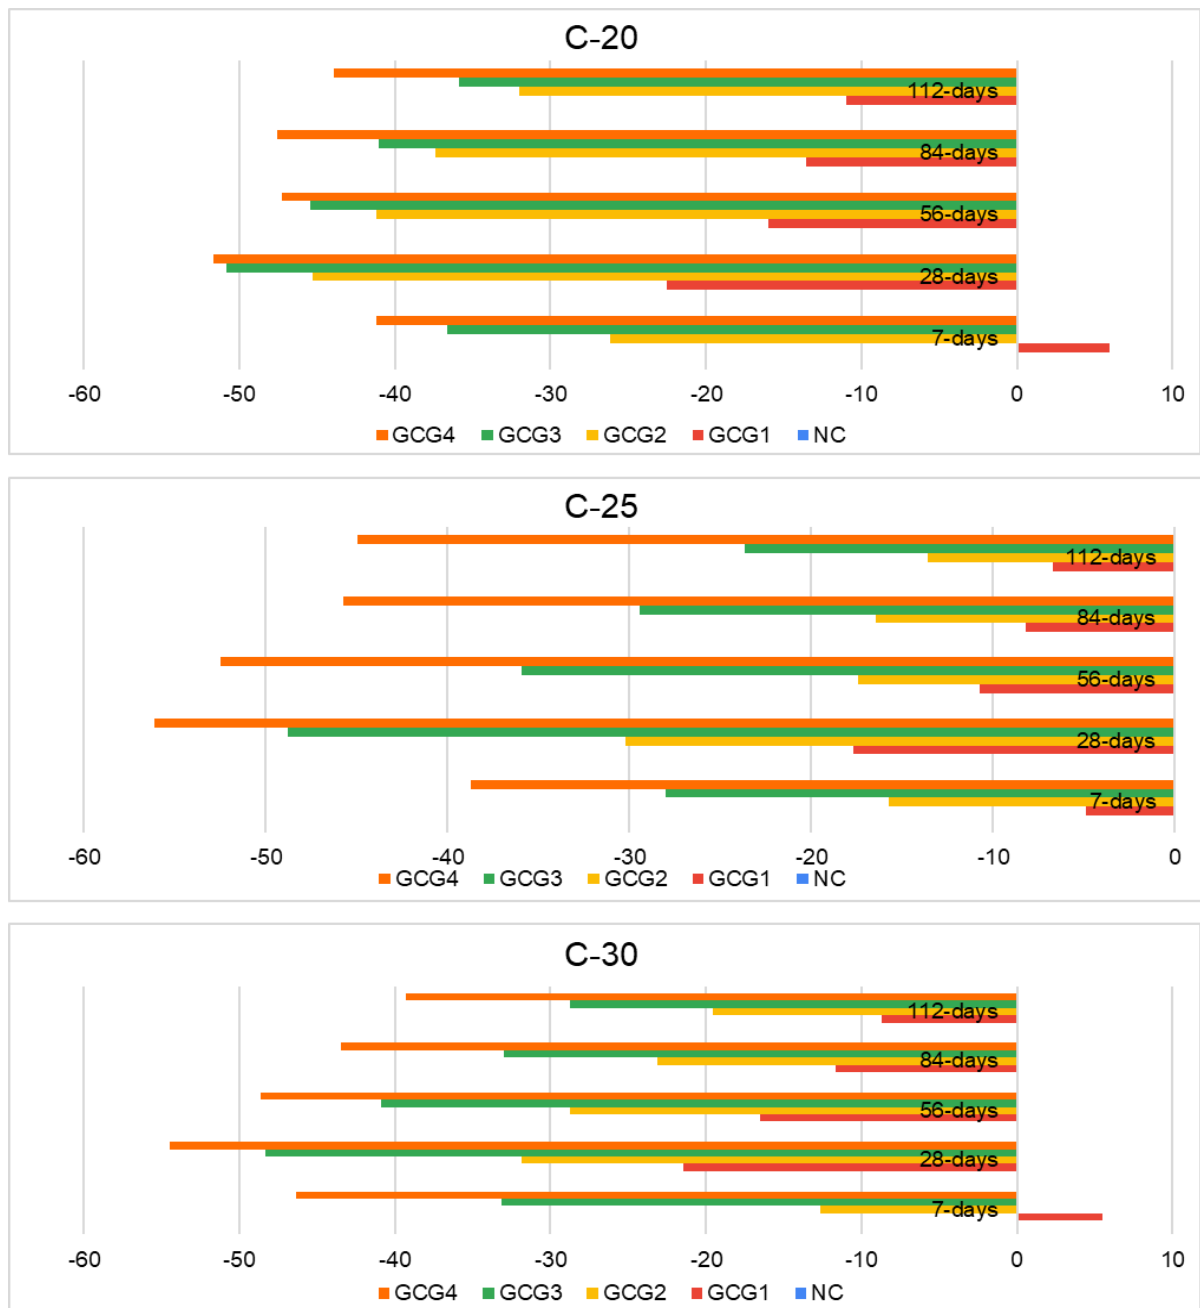 C-20
112-days
84-days
56-days
28-days
7-days
-60 -50 -40 -30 -20 -10 0 10
GCG4 GCG3 GCG2 GCG1 NC
C-25
112-days
84-days
56-days
28-days
7-days
-60 -50 -40 -30 -20 -10 0
GCG4 GCG3 GCG2 GCG1 NC
C-30
112-days
84-days
56-days
28-days
7-days
-60 -50 -40 -30 -20 -10 0 10
GCG4 GCG3 GCG2 GCG1 NC